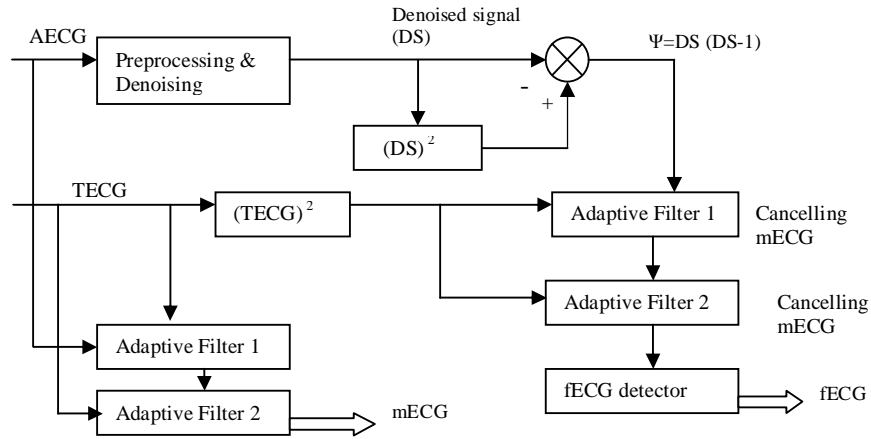 Denoised signal
(DS)
AECG
Preprocessing &
Denoising
Ψ=DS (DS-1)
-
+
(DS) ²
TECG
(TECG) ²
Adaptive Filter 1
Cancelling
mECG
Adaptive Filter 2
Cancelling
mECG
Adaptive Filter 1
fECG detector
fECG
Adaptive Filter 2
mECG